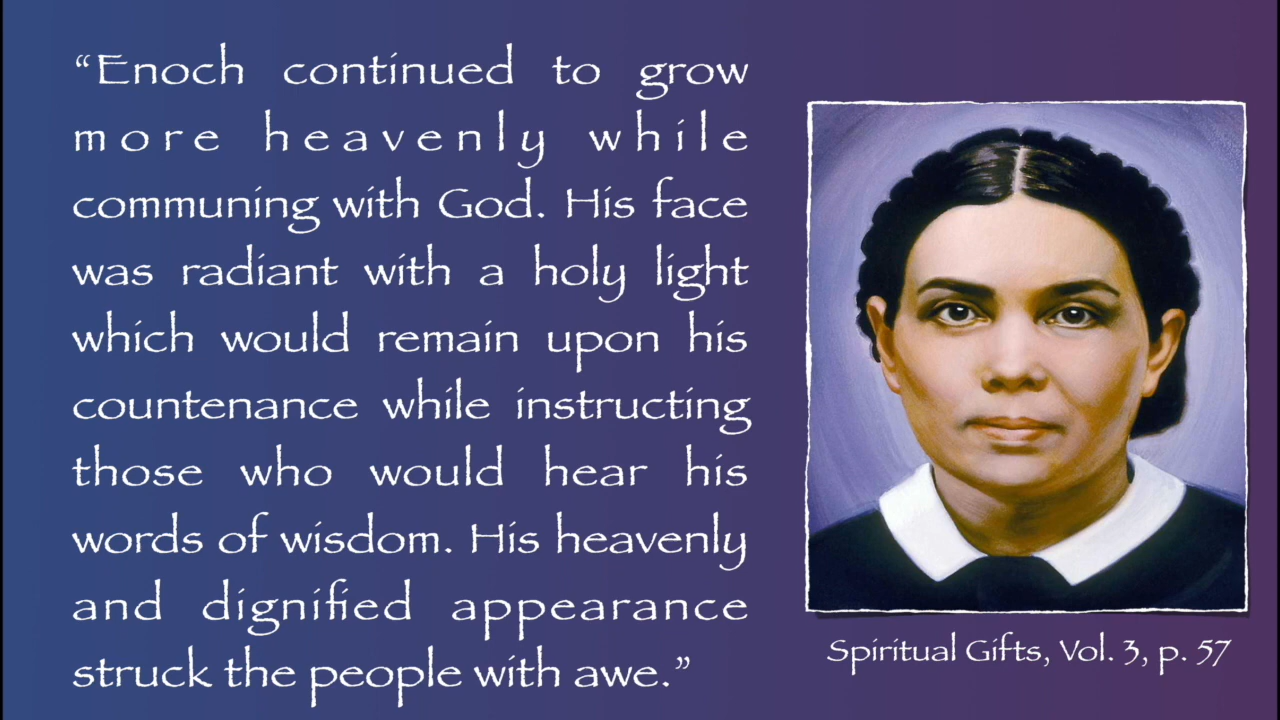 “Enoch continued to grow
more heavenly while
communing with God. His face
was radiant with a holy light
which would remain upon his
countenance while instructing
those who would hear his
words of wisdom. His heavenly
and dignified appearance
struck the people with awe.”
Spiritual Gifts, Vol. 3, p. 57